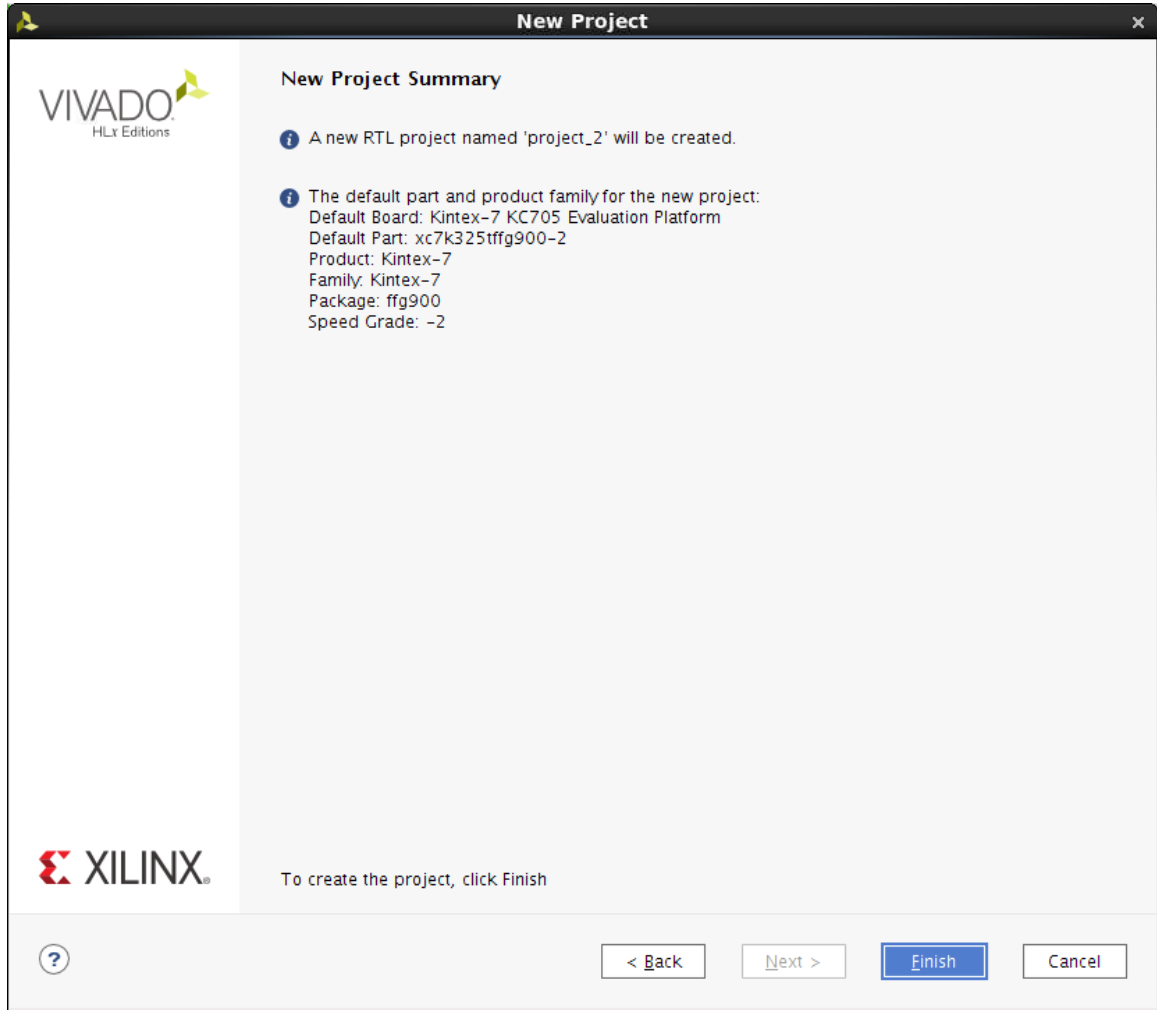 New Project
VIVADO.
HLx Editions
New Project Summary
A new RTL project named 'project_2' will be created.
The default part and product family for the new project:
Default Board: Kintex-7 KC705 Evaluation Platform
Default Part: xc7k325tffg900-2
Product: Kintex-7
Family: Kintex-7
Package: ffg900
Speed Grade: -2
XILINX®
To create the project, click Finish
?
< Back
Next >
Finish
Cancel